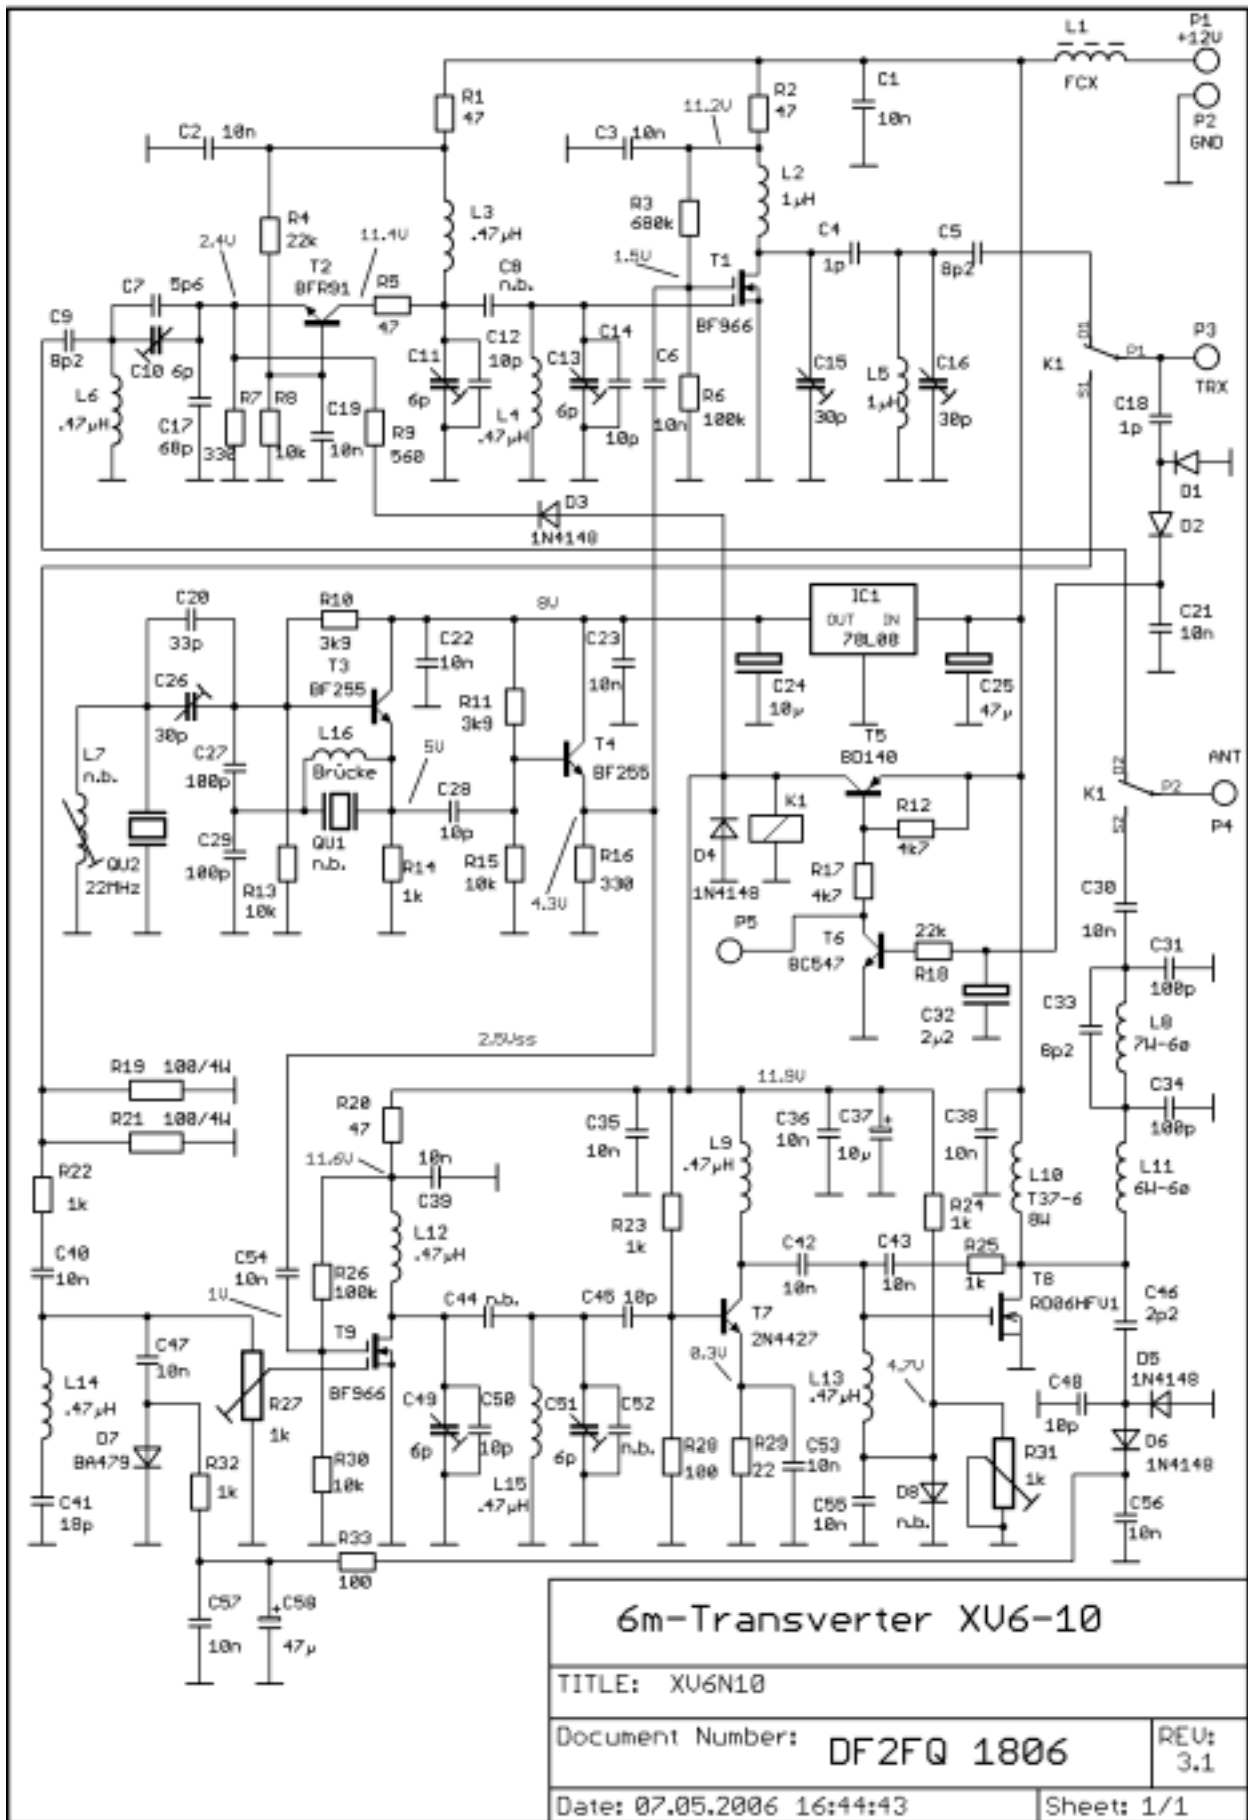 L1
P1
+12V
FCX
P2
GND
R1
47
R2
47
C1
10n
11.2V
C2 10n
C3 10n
R4
22k
L3
.47µH
R3
680k
L2
1µH
2.4V
11.4V
1.5V
C7 5p6
T2
BFR91
R5
47
C8
n.b.
T1
BF966
C4
1p
C5
8p2
C9
8p2
C10 6p
L6
.47µH
C17
68p
R7
330
R8
10k
C19
10n
R9
560
C11
6p
C12
10p
L4
.47µH
C13
6p
C14
10p
C6
10n
R6
100k
C15
30p
L5
1µH
C16
30p
K1
O1
S1
P1
P3
TRX
C18
1p
D1
D2
D3
1N4148
C21
10n
C20
33p
R10
3k9
8V
IC1
OUT IN
78L08
C26
30p
T3
BF255
C22
10n
C23
10n
R11
3k9
C24
10µ
C25
47µ
L7
n.b.
C27
100p
L16
Brücke
5V
T4
BF255
T5
BD140
K1
O2
S2
P2
ANT
P4
QU2
22MHz
C29
100p
R13
10k
QU1
n.b.
R14
1k
C28
10p
R15
10k
4.3V
R16
330
D4
1N4148
K1
R12
4k7
R17
4k7
P5
T6
BC547
22k
R18
C32
2µ2
C30
10n
C31
100p
C33
8p2
L8
7W-6ø
C34
100p
L11
6W-6ø
2.5Vss
R19 100/4W
R21 100/4W
R20
47
11.9V
C35
10n
L9
.47µH
C36
10n
C37
10µ
C38
10n
L10
T37-6
8W
R22
1k
11.6V
10n
C39
R23
1k
R24
1k
C40
10n
C54
10n
L12
.47µH
R26
100k
C42
10n
C43
10n
R25
1k
T8
RD06HFV1
1V
T9
BF966
C44 n.b.
C45 10p
T7
2N4427
0.3V
4.7V
C46
2p2
D5
1N4148
C48
10p
D6
1N4148
L14
.47µH
C47
10n
R27
1k
D7
BA479
R32
1k
R30
10k
C49
6p
C50
10p
L15
.47µH
C51
6p
C52
n.b.
R28
100
R29
22
C53
10n
L13
.47µH
C55
10n
D8
n.b.
R31
1k
C56
10n
C41
18p
R33
100
C57
10n
C58
47µ
6m-Transverter XV6-10
TITLE: XV6N10
Document Number: DF2FQ 1806
REV: 3.1
Date: 07.05.2006 16:44:43
Sheet: 1/1